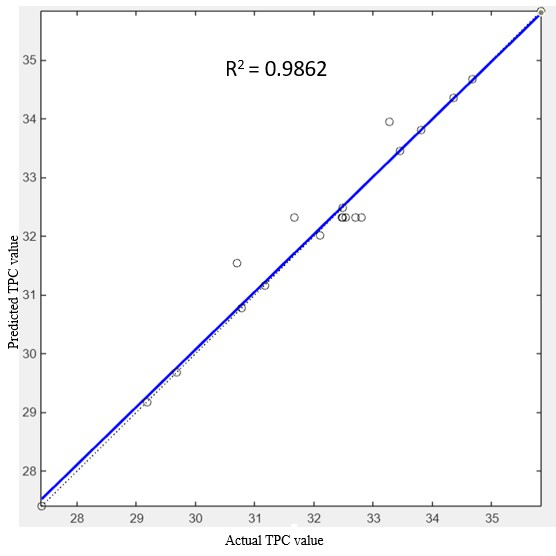 R² = 0.9862
35
34
33
32
31
30
29
28
Predicted TPC value
28 29 30 31 32 33 34 35
Actual TPC value